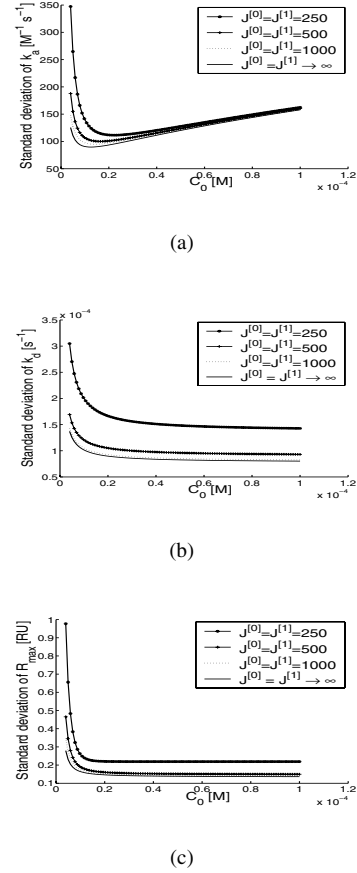 350
300
250
200
150
100
50
Standard deviation of k_a [M^-1 s^-1]
J^[0]=J^[1]=250
J^[0]=J^[1]=500
J^[0]=J^[1]=1000
J^[0] =J^[1] → ∞
0 0.2 0.4 0.6 0.8 1 1.2
C_0 [M]
x 10^-4
(a)
x 10^-4
3.5
3
2.5
2
1.5
1
0.5
Standard deviation of k_d [s^-1]
J^[0]=J^[1]=250
J^[0]=J^[1]=500
J^[0]=J^[1]=1000
J^[0] = J^[1] → ∞
0 0.2 0.4 0.6 0.8 1 1.2
C_0 [M]
x 10^-4
(b)
1
0.9
0.8
0.7
0.6
0.5
0.4
0.3
0.2
0.1
Standard deviation of R_max [RU]
J^[0]=J^[1]=250
J^[0]=J^[1]=500
J^[0]=J^[1]=1000
J^[0] = J^[1] → ∞
0 0.2 0.4 0.6 0.8 1 1.2
C_0 [M]
x 10^-4
(c)